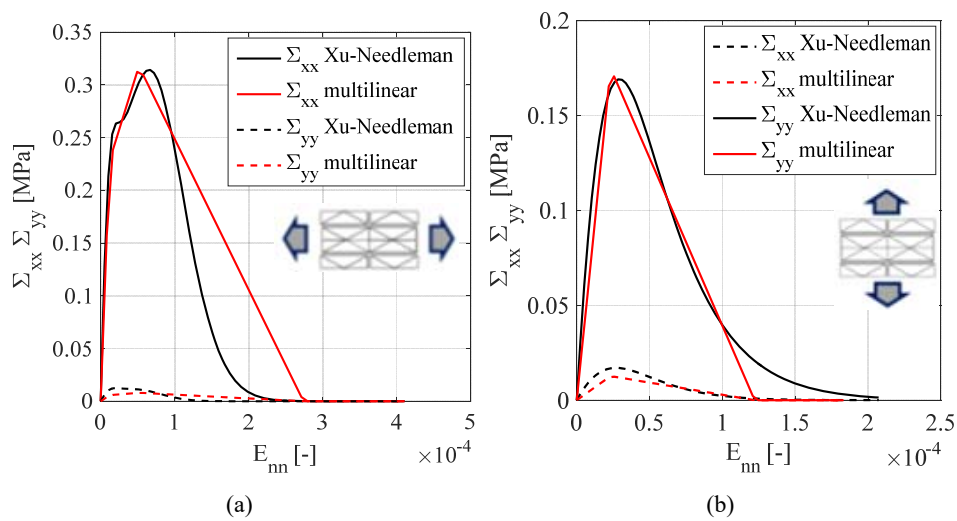 Σxx Xu-Needleman
Σxx multilinear
Σyy Xu-Needleman
Σyy multilinear
0.3
0.25
0.2
0.15
0.1
0.05
0
Σxx Σyy [MPa]
0 1 2 3 4 5
Enn [-] ×10-4
(a)
Σxx Xu-Needleman
Σxx multilinear
Σyy Xu-Needleman
Σyy multilinear
0.2
0.15
0.1
0.05
0
Σxx Σyy [MPa]
0 0.5 1 1.5 2 2.5
Enn [-] ×10-4
(b)